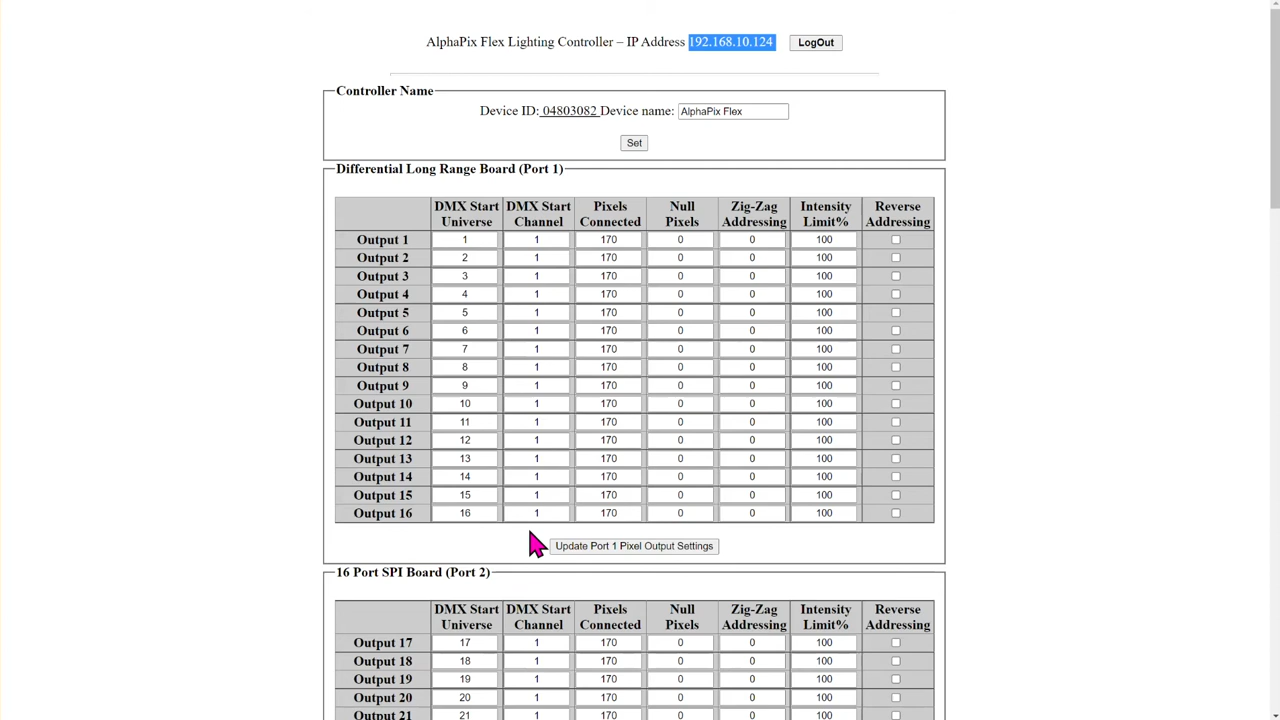 AlphaPix Flex Lighting Controller – IP Address 192.168.10.124 LogOut
Controller Name
Device ID: 04803082 Device name: AlphaPix Flex
Set
Differential Long Range Board (Port 1)
DMX Start Universe DMX Start Channel Pixels Connected Null Pixels Zig-Zag Addressing Intensity Limit% Reverse Addressing
Output 1 1 1 170 0 0 100
Output 2 2 1 170 0 0 100
Output 3 3 1 170 0 0 100
Output 4 4 1 170 0 0 100
Output 5 5 1 170 0 0 100
Output 6 6 1 170 0 0 100
Output 7 7 1 170 0 0 100
Output 8 8 1 170 0 0 100
Output 9 9 1 170 0 0 100
Output 10 10 1 170 0 0 100
Output 11 11 1 170 0 0 100
Output 12 12 1 170 0 0 100
Output 13 13 1 170 0 0 100
Output 14 14 1 170 0 0 100
Output 15 15 1 170 0 0 100
Output 16 16 1 170 0 0 100
Update Port 1 Pixel Output Settings
16 Port SPI Board (Port 2)
DMX Start Universe DMX Start Channel Pixels Connected Null Pixels Zig-Zag Addressing Intensity Limit% Reverse Addressing
Output 17 17 1 170 0 0 100
Output 18 18 1 170 0 0 100
Output 19 19 1 170 0 0 100
Output 20 20 1 170 0 0 100
Output 21 21 1 170 0 0 100